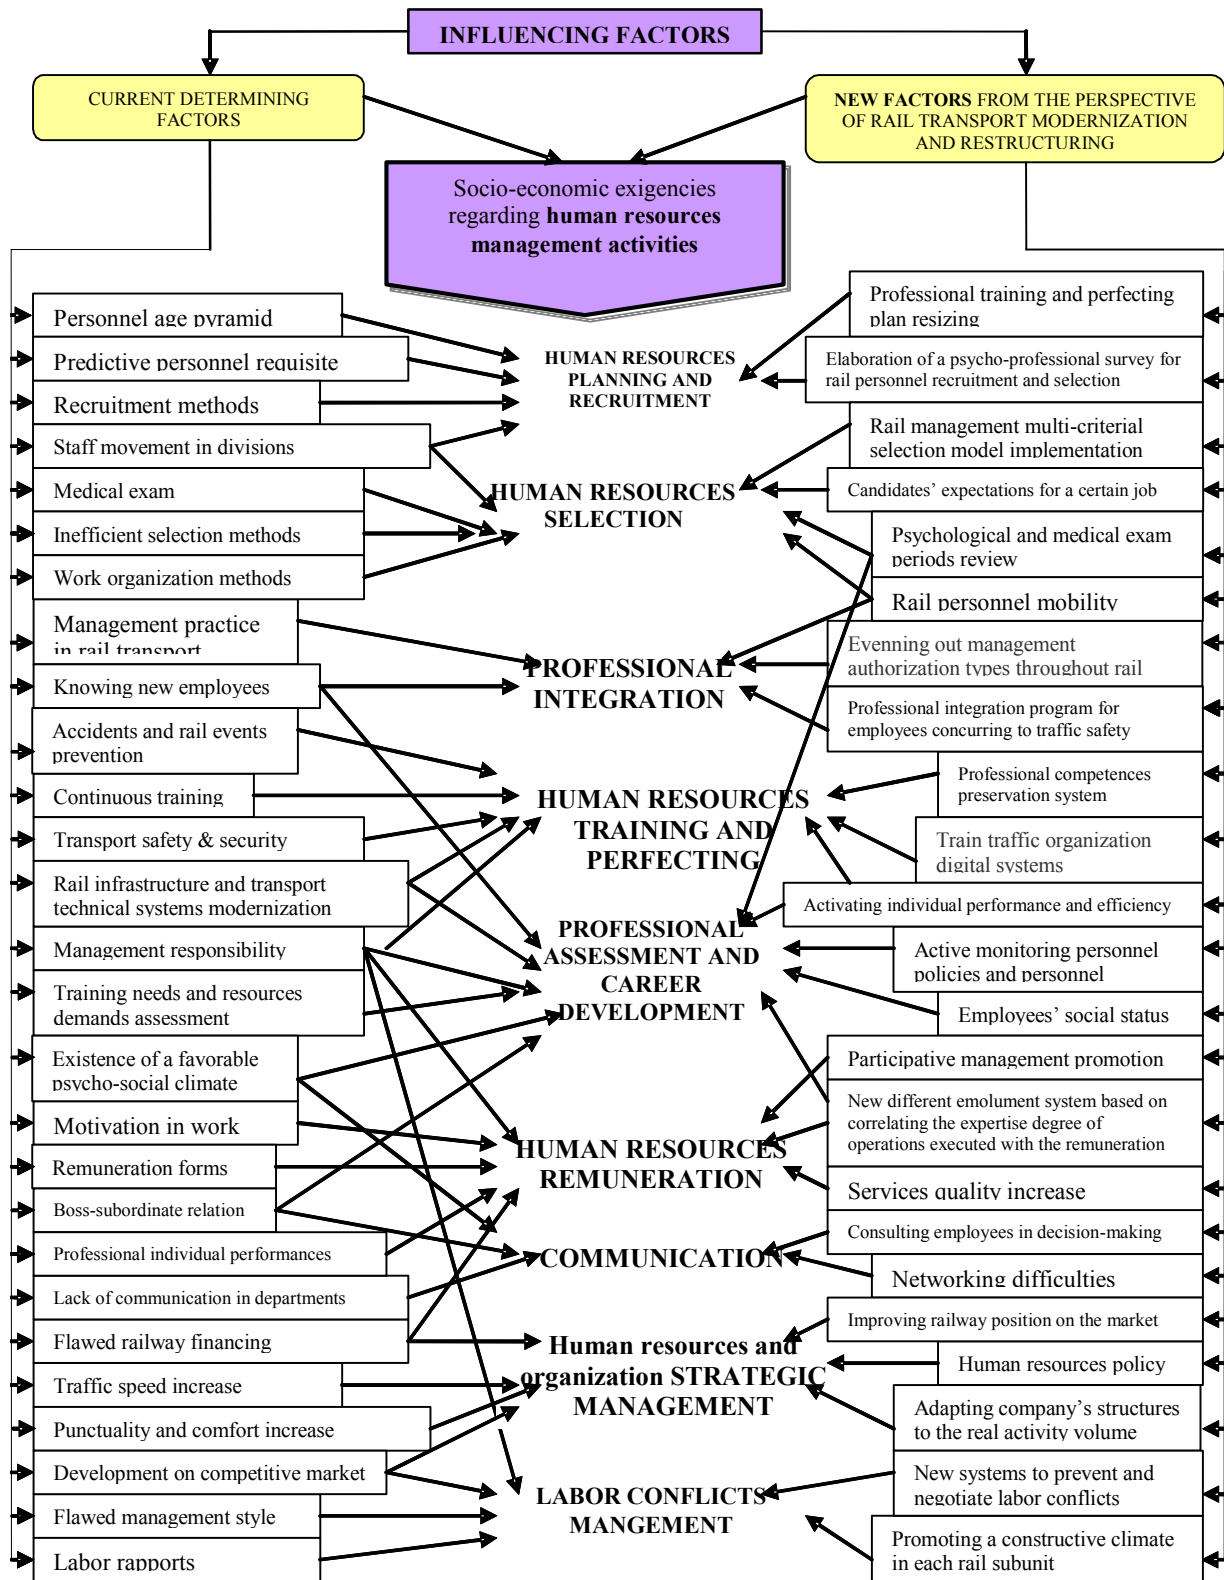 INFLUENCING FACTORS
CURRENT DETERMINING
FACTORS
NEW FACTORS FROM THE PERSPECTIVE
OF RAIL TRANSPORT MODERNIZATION
AND RESTRUCTURING
Socio-economic exigencies
regarding human resources
management activities
Personnel age pyramid
Predictive personnel requisite
Recruitment methods
Staff movement in divisions
Medical exam
Inefficient selection methods
Work organization methods
Management practice
in rail transport
Knowing new employees
Accidents and rail events
prevention
Continuous training
Transport safety & security
Rail infrastructure and transport
technical systems modernization
Management responsibility
Training needs and resources
demands assessment
Existence of a favorable
psycho-social climate
Motivation in work
Remuneration forms
Boss-subordinate relation
Professional individual performances
Lack of communication in departments
Flawed railway financing
Traffic speed increase
Punctuality and comfort increase
Development on competitive market
Flawed management style
Labor rapports
HUMAN RESOURCES
PLANNING AND
RECRUITMENT
HUMAN RESOURCES
SELECTION
PROFESSIONAL
INTEGRATION
HUMAN RESOURCES
TRAINING AND
PERFECTING
PROFESSIONAL
ASSESSMENT AND
CAREER
DEVELOPMENT
HUMAN RESOURCES
REMUNERATION
COMMUNICATION
Human resources and
organization STRATEGIC
MANAGEMENT
LABOR CONFLICTS
MANGEMENT
Professional training and perfecting
plan resizing
Elaboration of a psycho-professional survey for
rail personnel recruitment and selection
Rail management multi-criterial
selection model implementation
Candidates’ expectations for a certain job
Psychological and medical exam
periods review
Rail personnel mobility
Evenning out management
authorization types throughout rail
Professional integration program for
employees concurring to traffic safety
Professional competences
preservation system
Train traffic organization
digital systems
Activating individual performance and efficiency
Active monitoring personnel
policies and personnel
Employees’ social status
Participative management promotion
New different emolument system based on
correlating the expertise degree of
operations executed with the remuneration
Services quality increase
Consulting employees in decision-making
Networking difficulties
Improving railway position on the market
Human resources policy
Adapting company’s structures
to the real activity volume
New systems to prevent and
negotiate labor conflicts
Promoting a constructive climate
in each rail subunit